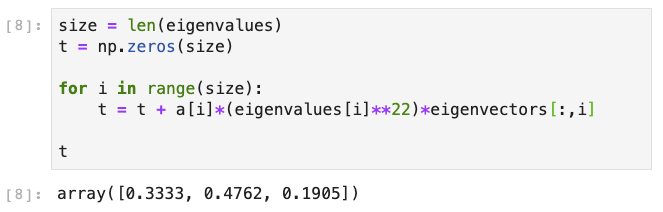 [8]: size = len(eigenvalues)
t = np.zeros(size)
for i in range(size):
t = t + a[i]*(eigenvalues[i]**22)*eigenvectors[:,i]
t
[8]: array([0.3333, 0.4762, 0.1905])